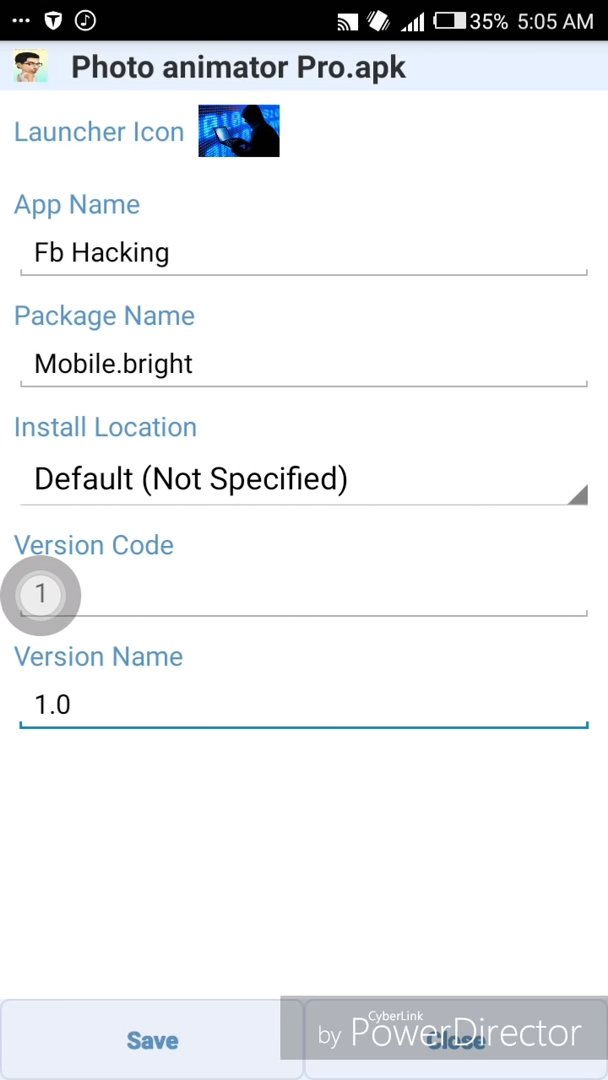 35% 5:05 AM
Photo animator Pro.apk
Launcher Icon
App Name
Fb Hacking
Package Name
Mobile.bright
Install Location
Default (Not Specified)
Version Code
1
Version Name
1.0
Save
Close
CyberLink
by PowerDirector